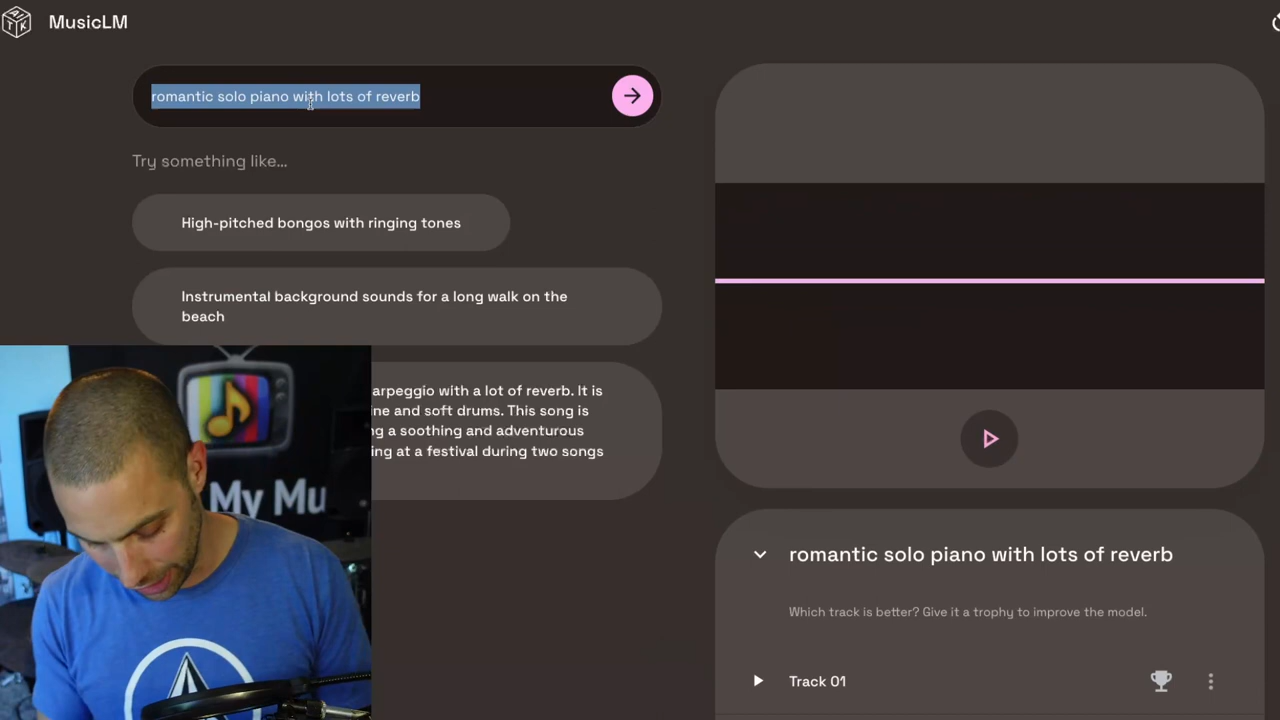 MusicLM
romantic solo piano with lots of reverb
Try something like...
High-pitched bongos with ringing tones
Instrumental background sounds for a long walk on the
beach
arpeggio with a lot of reverb. It is
ne and soft drums. This song is
g a soothing and adventurous
ing at a festival during two songs
My Mu
romantic solo piano with lots of reverb
Which track is better? Give it a trophy to improve the model.
Track 01